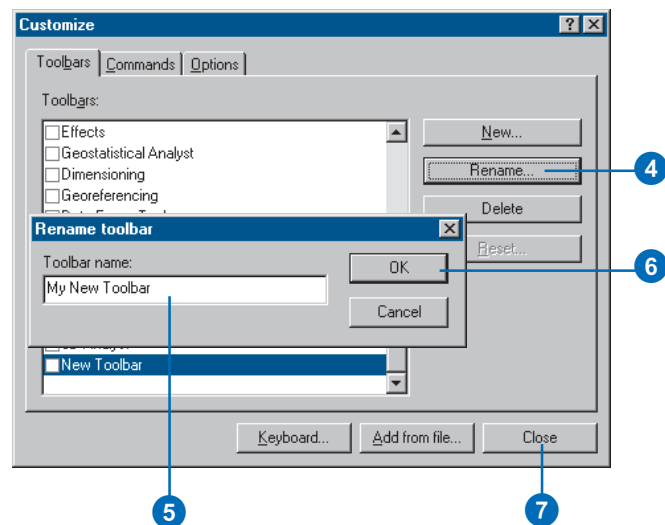 Customize
Toolbars Commands Options
Toolbars:
Effects
Geostatistical Analyst
Dimensioning
Georeferencing
New...
Rename...
Delete
Reset...
4
Rename toolbar
Toolbar name:
My New Toolbar
OK
Cancel
6
New Toolbar
Keyboard... Add from file... Close
5
7